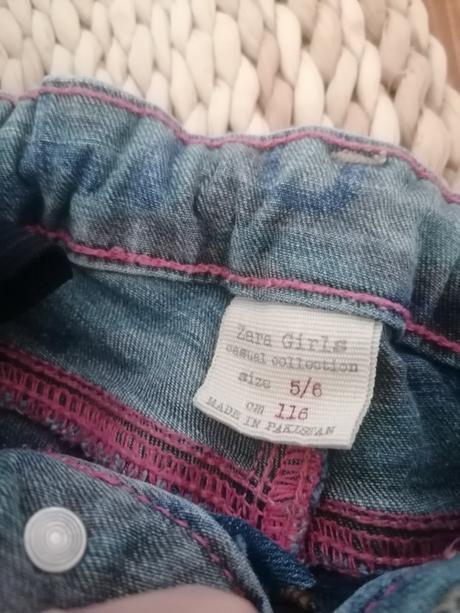 Zara Girls
casual collection
size 5/6
cm 116
MADE IN PAKISTAN